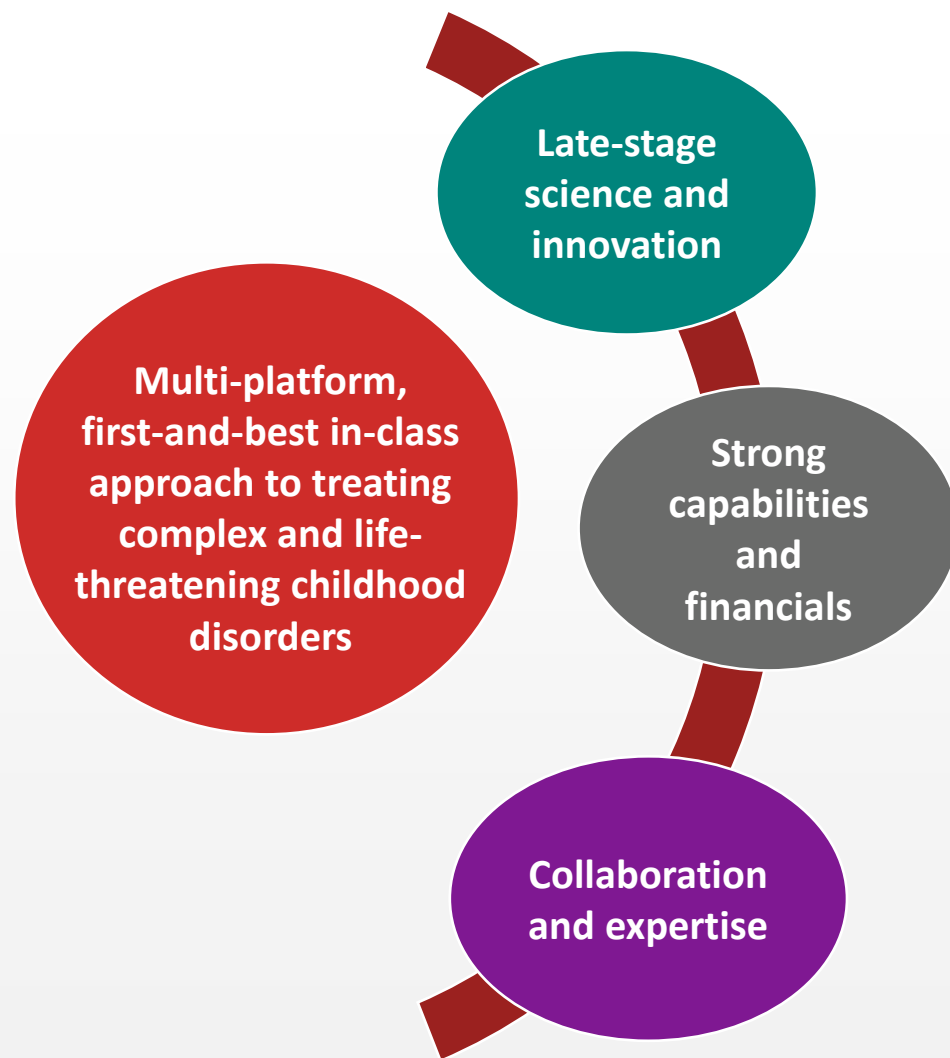 Late-stage
science and
innovation
Multi-platform,
first-and-best in-class
approach to treating
complex and life-
threatening childhood
disorders
Strong
capabilities
and
financials
Collaboration
and expertise